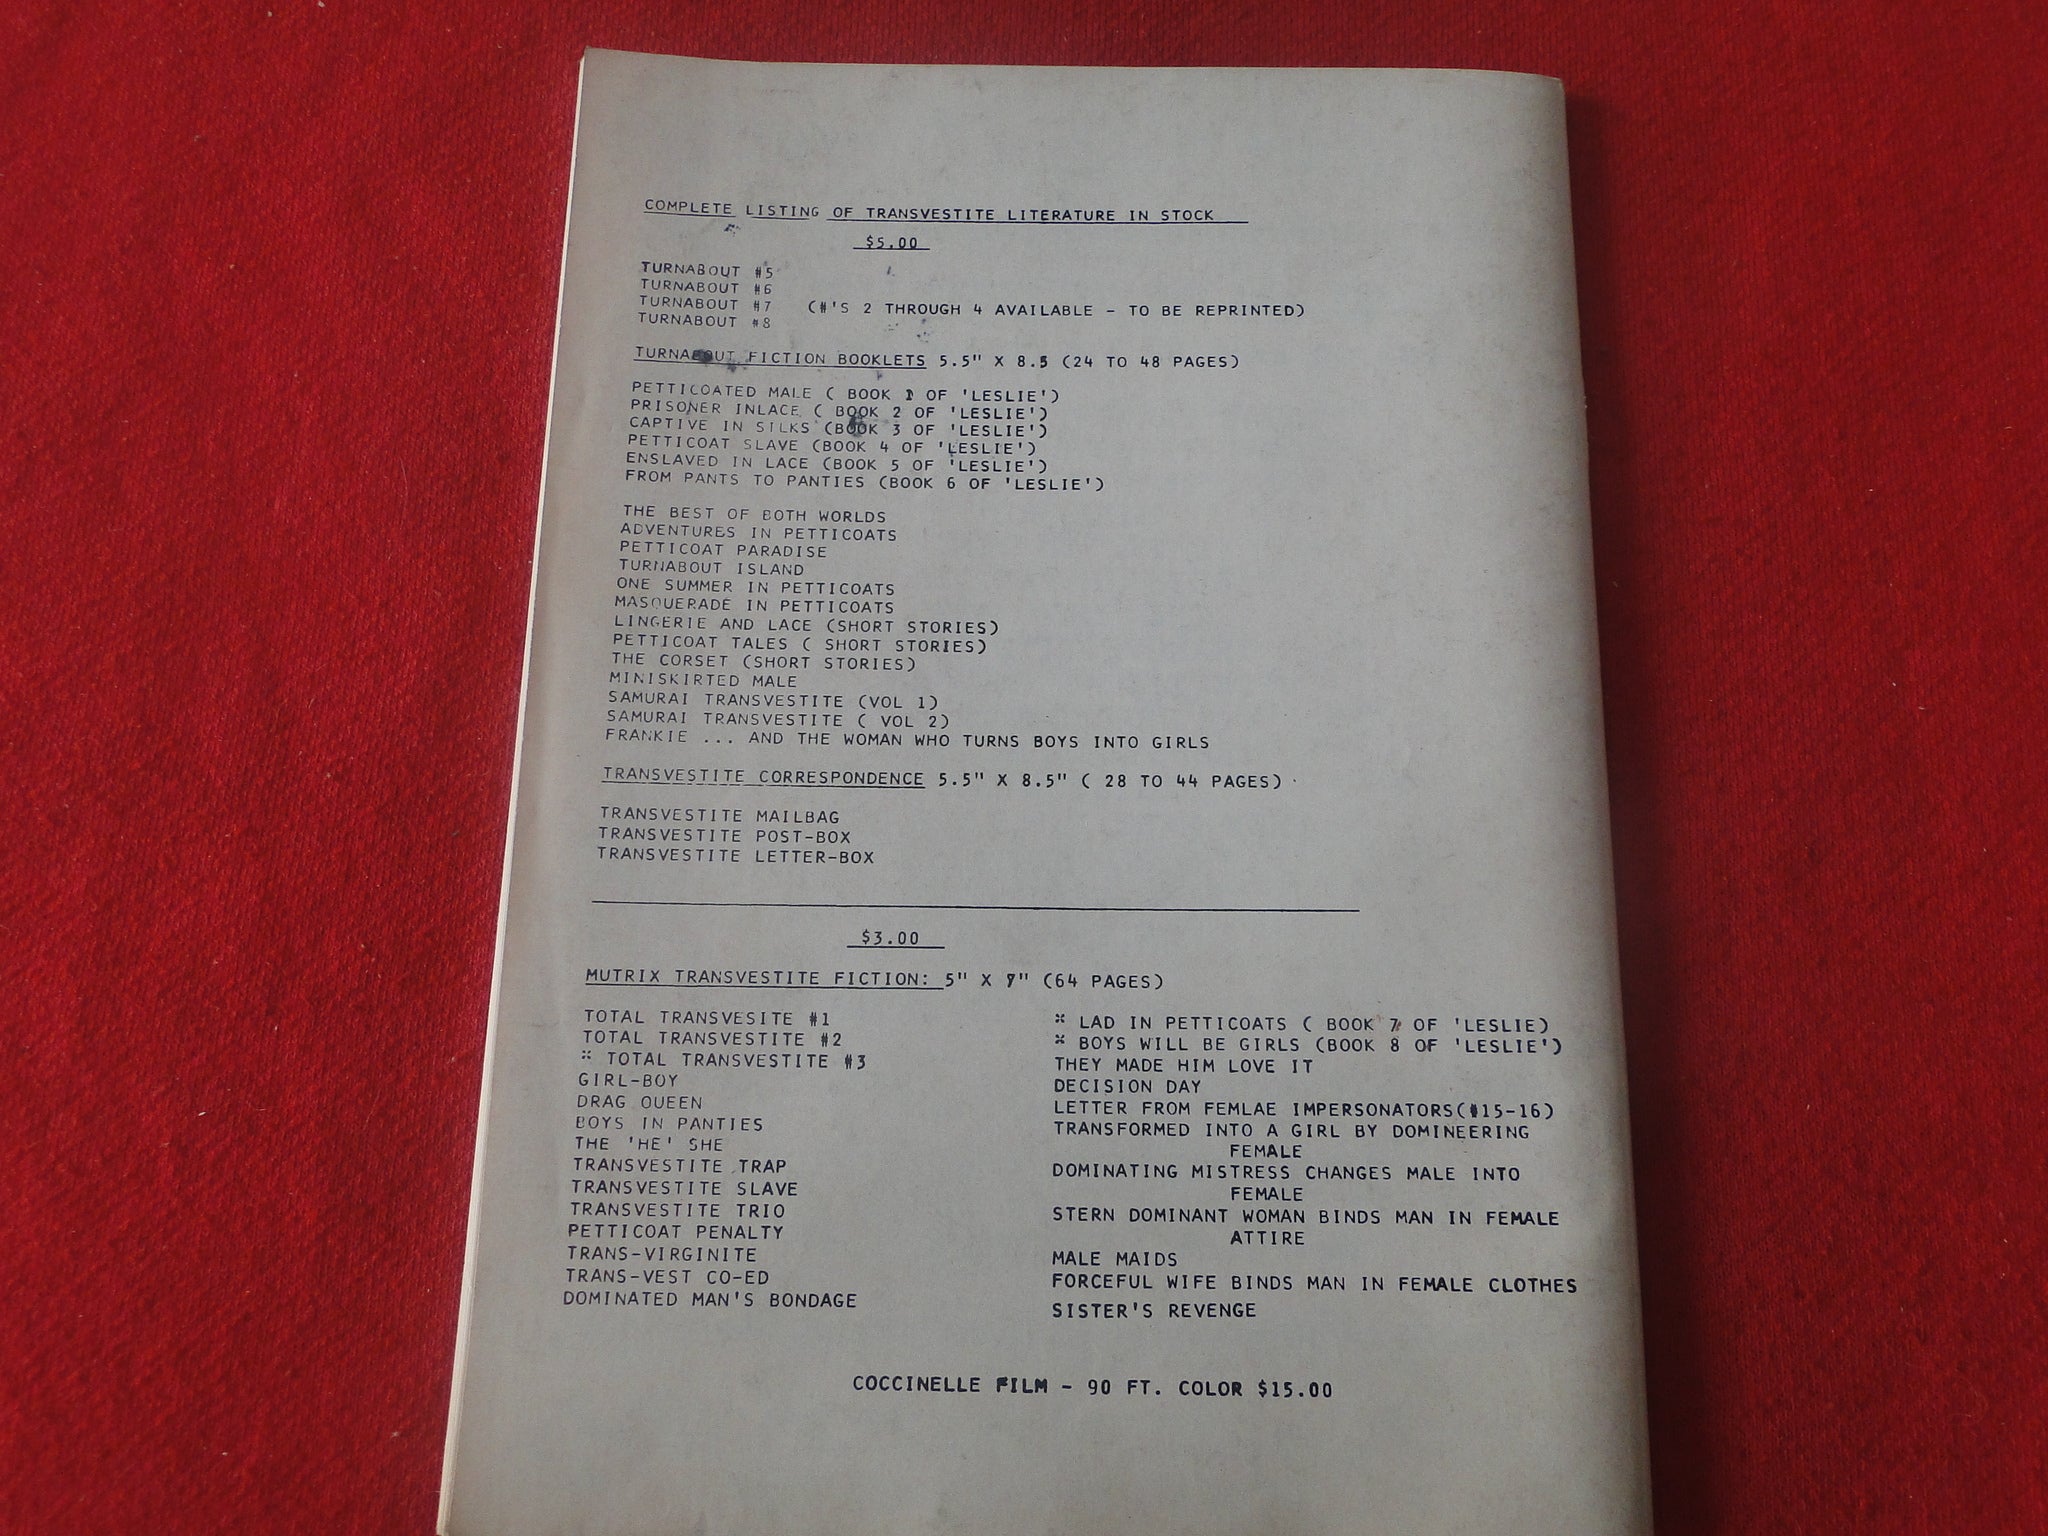 COMPLETE LISTING OF TRANSVESTITE LITERATURE IN STOCK
$5.00
TURNABOUT #5
TURNABOUT #6
TURNABOUT #7 (#'S 2 THROUGH 4 AVAILABLE - TO BE REPRINTED)
TURNABOUT #8
TURNABOUT FICTION BOOKLETS 5.5" X 8.5 (24 TO 48 PAGES)
PETTICOATED MALE ( BOOK 1 OF 'LESLIE')
PRISONER INLACE ( BOOK 2 OF 'LESLIE')
CAPTIVE IN SILKS (BOOK 3 OF 'LESLIE')
PETTICOAT SLAVE (BOOK 4 OF 'LESLIE')
ENSLAVED IN LACE (BOOK 5 OF 'LESLIE')
FROM PANTS TO PANTIES (BOOK 6 OF 'LESLIE')
THE BEST OF BOTH WORLDS
ADVENTURES IN PETTICOATS
PETTICOAT PARADISE
TURNABOUT ISLAND
ONE SUMMER IN PETTICOATS
MASQUERADE IN PETTICOATS
LINGERIE AND LACE (SHORT STORIES)
PETTICOAT TALES ( SHORT STORIES)
THE CORSET (SHORT STORIES)
MINISKIRTED MALE
SAMURAI TRANSVESTITE (VOL 1)
SAMURAI TRANSVESTITE ( VOL 2)
FRANKIE ... AND THE WOMAN WHO TURNS BOYS INTO GIRLS
TRANSVESTITE CORRESPONDENCE 5.5" X 8.5" ( 28 TO 44 PAGES)
TRANSVESTITE MAILBAG
TRANSVESTITE POST-BOX
TRANSVESTITE LETTER-BOX
$3.00
MUTRIX TRANSVESTITE FICTION: 5" X 7" (64 PAGES)
TOTAL TRANSVESITE #1
TOTAL TRANSVESTITE #2
* TOTAL TRANSVESTITE #3
GIRL-BOY
DRAG QUEEN
BOYS IN PANTIES
THE 'HE' SHE
TRANSVESTITE TRAP
TRANSVESTITE SLAVE
TRANSVESTITE TRIO
PETTICOAT PENALTY
TRANS-VIRGINITE
TRANS-VEST CO-ED
DOMINATED MAN'S BONDAGE
* LAD IN PETTICOATS ( BOOK 7 OF 'LESLIE)
* BOYS WILL BE GIRLS (BOOK 8 OF 'LESLIE')
THEY MADE HIM LOVE IT
DECISION DAY
LETTER FROM FEMLAE IMPERSONATORS(#15-16)
TRANSFORMED INTO A GIRL BY DOMINEERING
FEMALE
DOMINATING MISTRESS CHANGES MALE INTO
FEMALE
STERN DOMINANT WOMAN BINDS MAN IN FEMALE
ATTIRE
MALE MAIDS
FORCEFUL WIFE BINDS MAN IN FEMALE CLOTHES
SISTER'S REVENGE
COCCINELLE FILM - 90 FT. COLOR $15.00